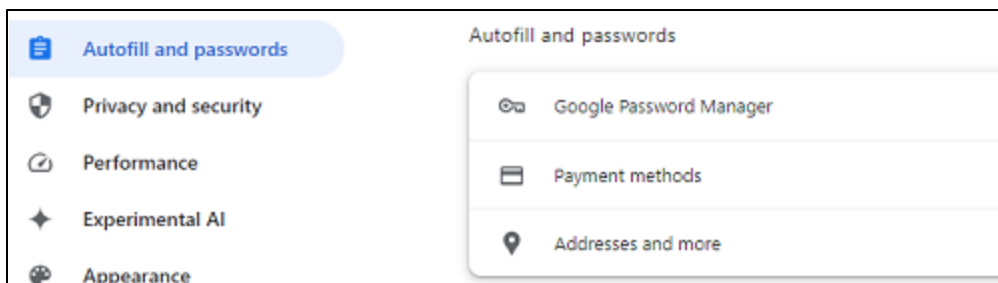 Autofill and passwords
Privacy and security
Performance
Experimental AI
Appearance
Autofill and passwords
Google Password Manager
Payment methods
Addresses and more